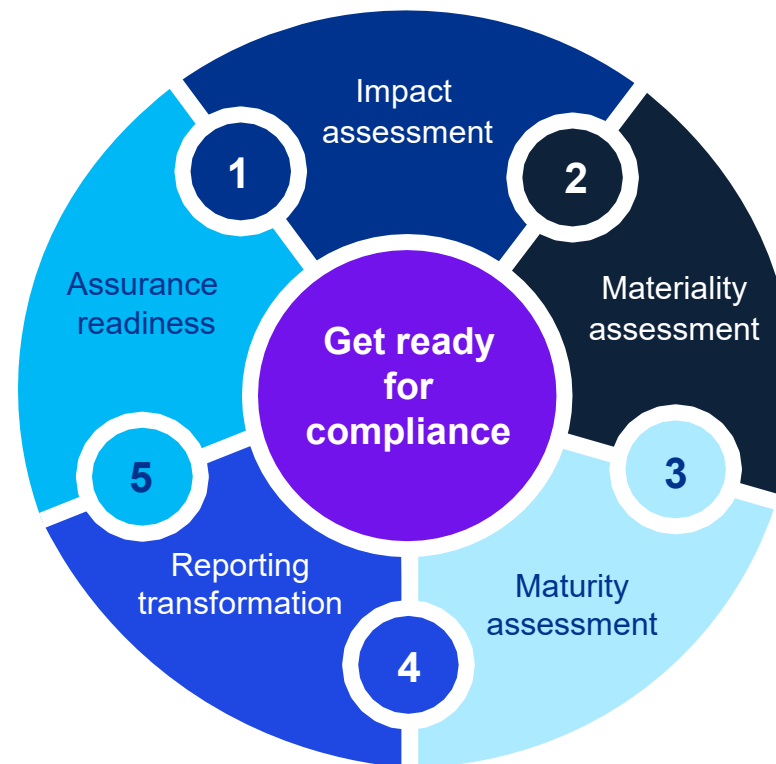 Get ready
for
compliance
1
Impact
assessment
2
Materiality
assessment
3
Maturity
assessment
4
Reporting
transformation
5
Assurance
readiness